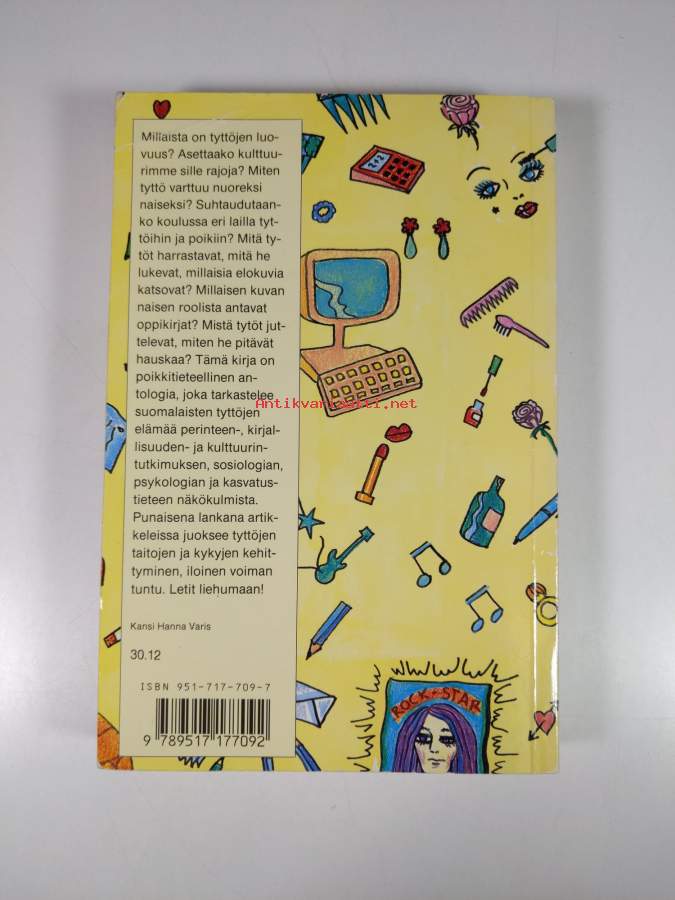 Millaista on tyttöjen luo-
vuus? Asettaako kulttuu-
rimme sille rajoja? Miten
tyttö varttuu nuoreksi
naiseksi? Suhtaudutaan-
ko koulussa eri lailla tyt-
töihin ja poikiin? Mitä ty-
töt harrastavat, mitä he
lukevat, millaisia elokuvia
katsovat? Millaisen kuvan
naisen roolista antavat
oppikirjat? Mistä tytöt jut-
televat, miten he pitävät
hauskaa? Tämä kirja on
poikkitieteellinen an-
tologia, joka tarkastelee
suomalaisten tyttöjen
elämää perinteen-, kirjal-
lisuuden- ja kulttuurin-
tutkimuksen, sosiologian,
psykologian ja kasvatus-
tieteen näkökulmista.
Punaisena lankana artik-
keleissa juoksee tyttöjen
taitojen ja kykyjen kehit-
tyminen, iloinen voiman
tuntu. Letit liehumaan!
Kansi Hanna Varis
30.12
ISBN 951-717-709-7
9 789517 177092
2+2
Antikvariaatti.net
ROCK-STAR